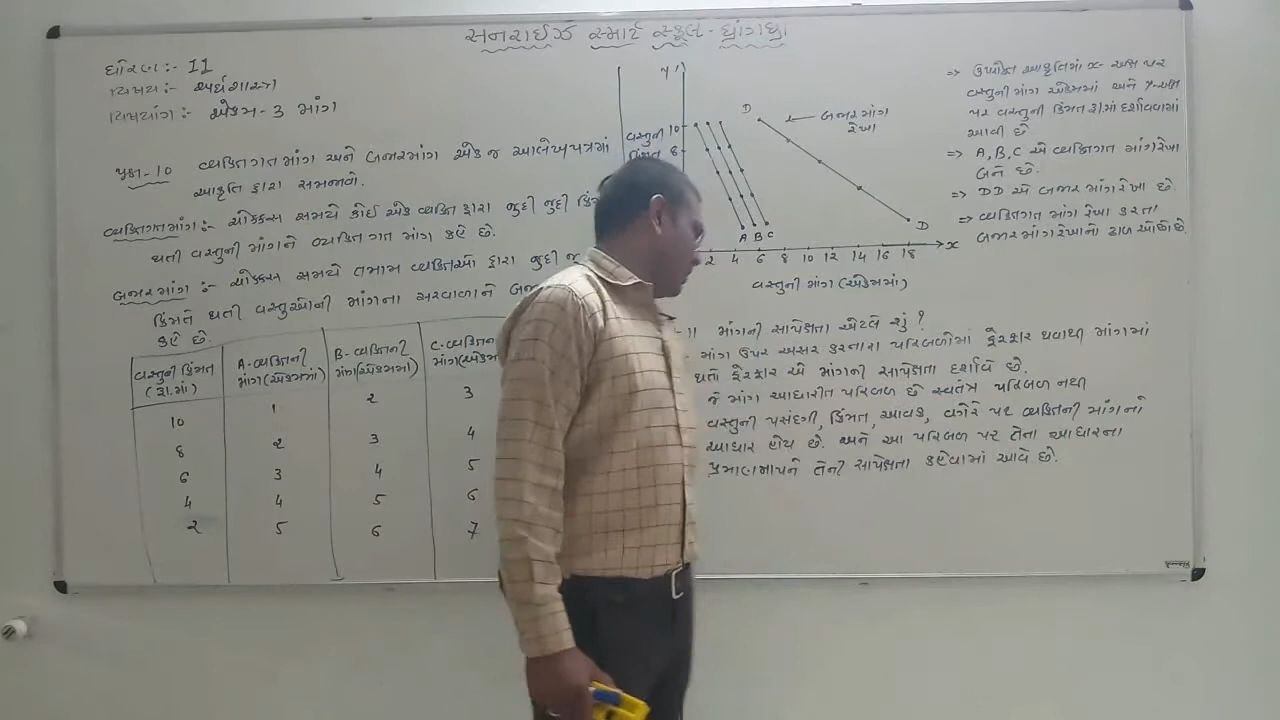 સનરાઈઝ સ્માર્ટ સ્કૂલ - ધ્રાંગધ્રા
ધોરણ:- 11
વિષય:- અર્થશાસ્ત્ર
વિષયાંગ:- એકમ-3 માંગ
પ્રશ્ન-10 વ્યક્તિગત માંગ અને બજારમાંગ એક જ આલેખપત્રમાં
આકૃતિ દ્વારા સમજાવો.
વ્યક્તિગતમાંગ:- ચોક્કસ સમયે કોઈ એક વ્યક્તિ દ્વારા જુદી જુદી
થતી વસ્તુની માંગને વ્યક્તિગત માંગ કહે છે.
બજારમાંગ:- ચોક્કસ સમયે તમામ વ્યક્તિઓ દ્વારા જુદી જ
કિંમતે થતી વસ્તુઓની માંગના સરવાળાને
કહે છે.
વસ્તુની કિંમત (રૂ.માં) A-વ્યક્તિની માંગ(એકમમાં) B-વ્યક્તિની માંગ(એકમમાં) C-વ્યક્તિન
10 1 2 3
8 2 3 4
6 3 4 5
4 4 5 6
2 5 6 7
y
વસ્તુની 10
8
D
બજારમાંગ
રેખા
A B C
D
2 4 6 8 10 12 14 16 18 x
વસ્તુની માંગ (એકમમાં)
=> ઉપરોક્ત આકૃતિમાં x-અક્ષ પર
વસ્તુની માંગ એકમમાં અને y-અક્ષ
પર વસ્તુની કિંમત રૂ.માં દર્શાવવામાં
આવી છે.
=> A,B,C એ વ્યક્તિગત માંગરેખા
બને છે.
=> DD એ બજાર માંગરેખા છે.
=> વ્યક્તિગત માંગ રેખા કરતા
બજાર માંગરેખાનો ઢાળ ઓછો છે.
-11 માંગની સાપેક્ષતા એટલે શું?
માંગ ઉપર અસર કરનારા પરિબળોમાં ફેરફાર થવાથી માંગમાં
થતો ફેરફાર એ માંગની સાપેક્ષતા દર્શાવે છે.
જે માંગ આધારીત પરિબળ છે સ્વતંત્ર પરિબળ નથી
વસ્તુની પસંદગી, કિંમત, આવક, વગેરે પર વ્યક્તિની માંગનો
આધાર હોય છે. અને આ પરિબળ પર તેના આધારના
પ્રમાણમાપને તેની સાપેક્ષતા કહેવામાં આવે છે.